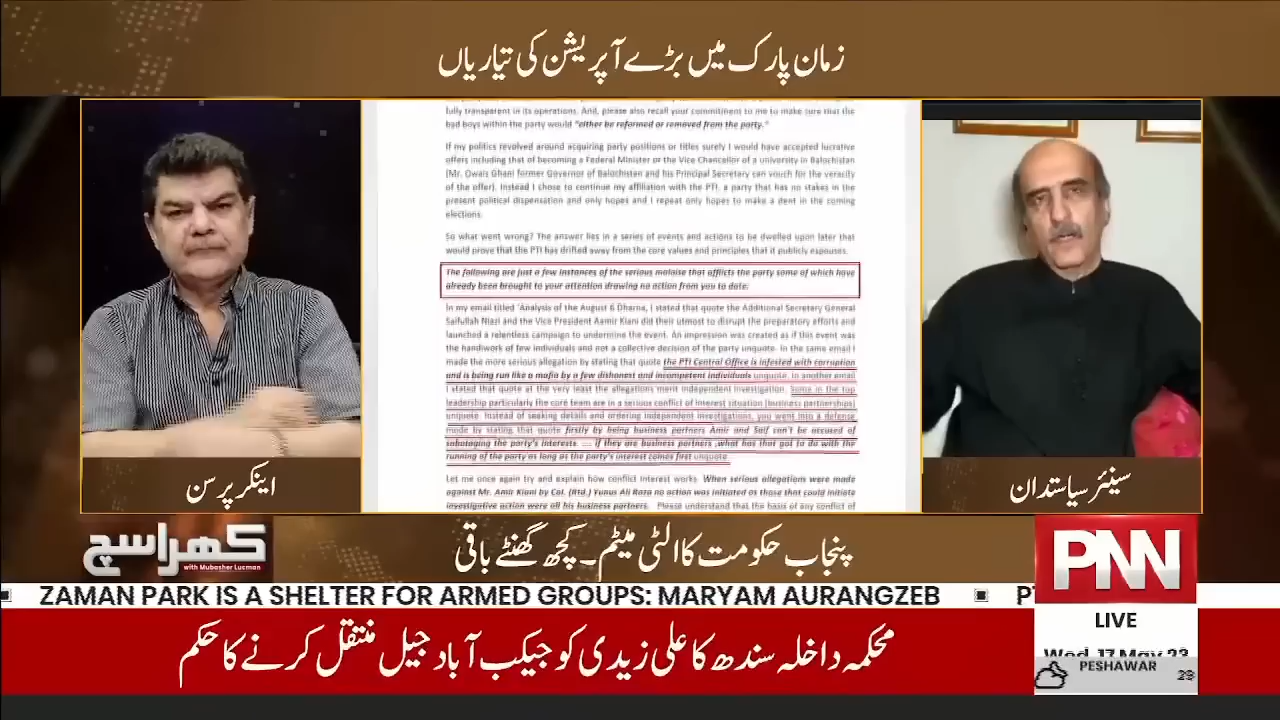 زمان پارک میں بڑے آپریشن کی تیاریاں
fully transparent in its operations. And, please also recall your commitment to me to make sure that the
bad boys within the party would "either be reformed or removed from the party."
If my politics revolved around acquiring party positions or titles surely I would have accepted lucrative
offers including that of becoming a Federal Minister or the Vice Chancellor of a university in Balochistan
(Mr. Owais Ghani former Governor of Balochistan and his Principal Secretary can vouch for the veracity
of the offer). Instead I chose to continue my affiliation with the PTI, a party that has no stakes in the
present political dispensation and only hopes and I repeat only hopes to make a dent in the coming
elections.
So what went wrong? The answer lies in a series of events and actions to be dwelled upon later that
would prove that the PTI has drifted away from the core values and principles that it publicly espouses.
The following are just a few instances of the serious malaise that afflicts the party some of which have
already been brought to your attention drawing no action from you to date.
In my email titled 'Analysis of the August 6 Dharna, I stated that quote the Additional Secretary General
Saifullah Niazi and the Vice President Aamir Kiani did their utmost to disrupt the preparatory efforts and
launched a relentless campaign to undermine the event. An impression was created as if this event was
the handwork of few individuals and not a collective decision of the party unquote. In the same email I
made the more serious allegation by stating that quote the PTI Central Office is infested with corruption
and is being run like a mafia by a few dishonest and incompetent individuals unquote. In another email
I stated that quote at the very least the allegations merit independent investigation. Some in the top
leadership particularly the core team are in a serious conflict of interest situation (business partnerships)
unquote. Instead of seeking details and ordering independent investigations, you went into a defense
mode by stating that quote firstly by being business partners Amir and Saif can't be accused of
sabotaging the party's interests .... if they are business partners ,what has that got to do with the
running of the party as long as the party's interest comes first unquote.
Let me once again try and explain how conflict interest works. When serious allegations were made
against Mr. Amir Kiani by Col. (Rtd.) Yunus Ali Raza no action was initiated as those that could initiate
investigative action were all his business partners. Please understand that the basis of any conflict of
اینکر پرسن
سینئر سیاستدان
کھرا سچ
with Mubasher Lucman
پنجاب حکومت کا الٹی میٹم۔ کچھ گھنٹے باقی
PNN
ZAMAN PARK IS A SHELTER FOR ARMED GROUPS: MARYAM AURANGZEB
LIVE
Wed, 17 May 23
PESHAWAR
محکمہ داخلہ سندھ کا علی زیدی کو جیکب آباد جیل منتقل کرنے کا حکم